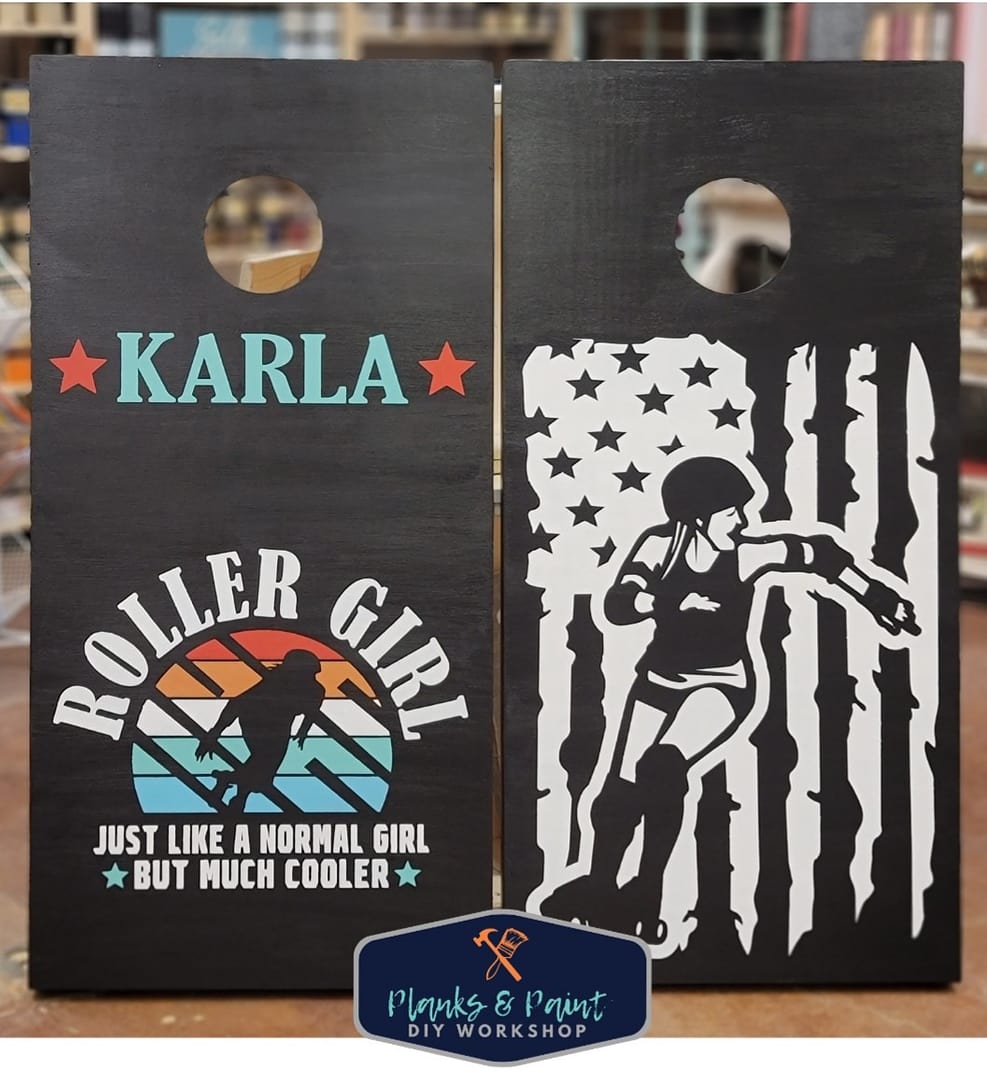 KARLA
ROLLER GIRL
JUST LIKE A NORMAL GIRL
BUT MUCH COOLER
Planks & Paint
DIY WORKSHOP